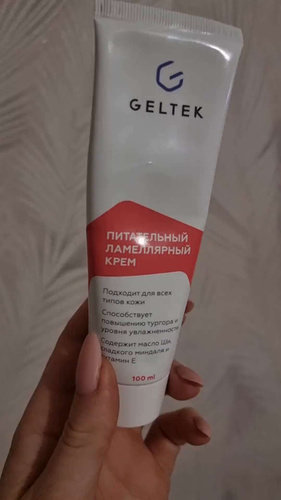 GELTEK
ПИТАТЕЛЬНЫЙ
ЛАМЕЛЛЯРНЫЙ
КРЕМ
Подходит для всех
типов кожи
Способствует
повышению тургора и
уровня увлажненности
Содержит масло Ши,
сладкого миндаля и
витамин Е
100 ml